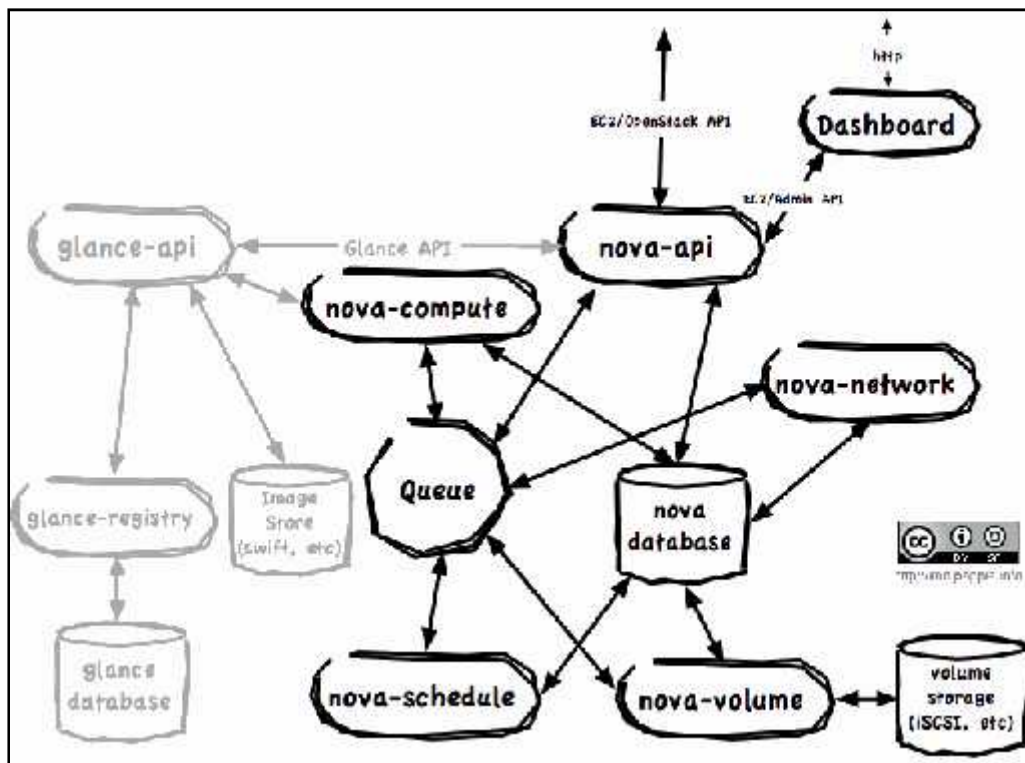 http
EC2/OpenStack API
Dashboard
EC2/Admin API
glance-api
Glance API
nova-api
nova-compute
nova-network
Queue
Image
Store
(swift, etc)
glance-registry
nova
database
cc
glance
database
nova-schedule
nova-volume
volume
storage
(iSCSI, etc)